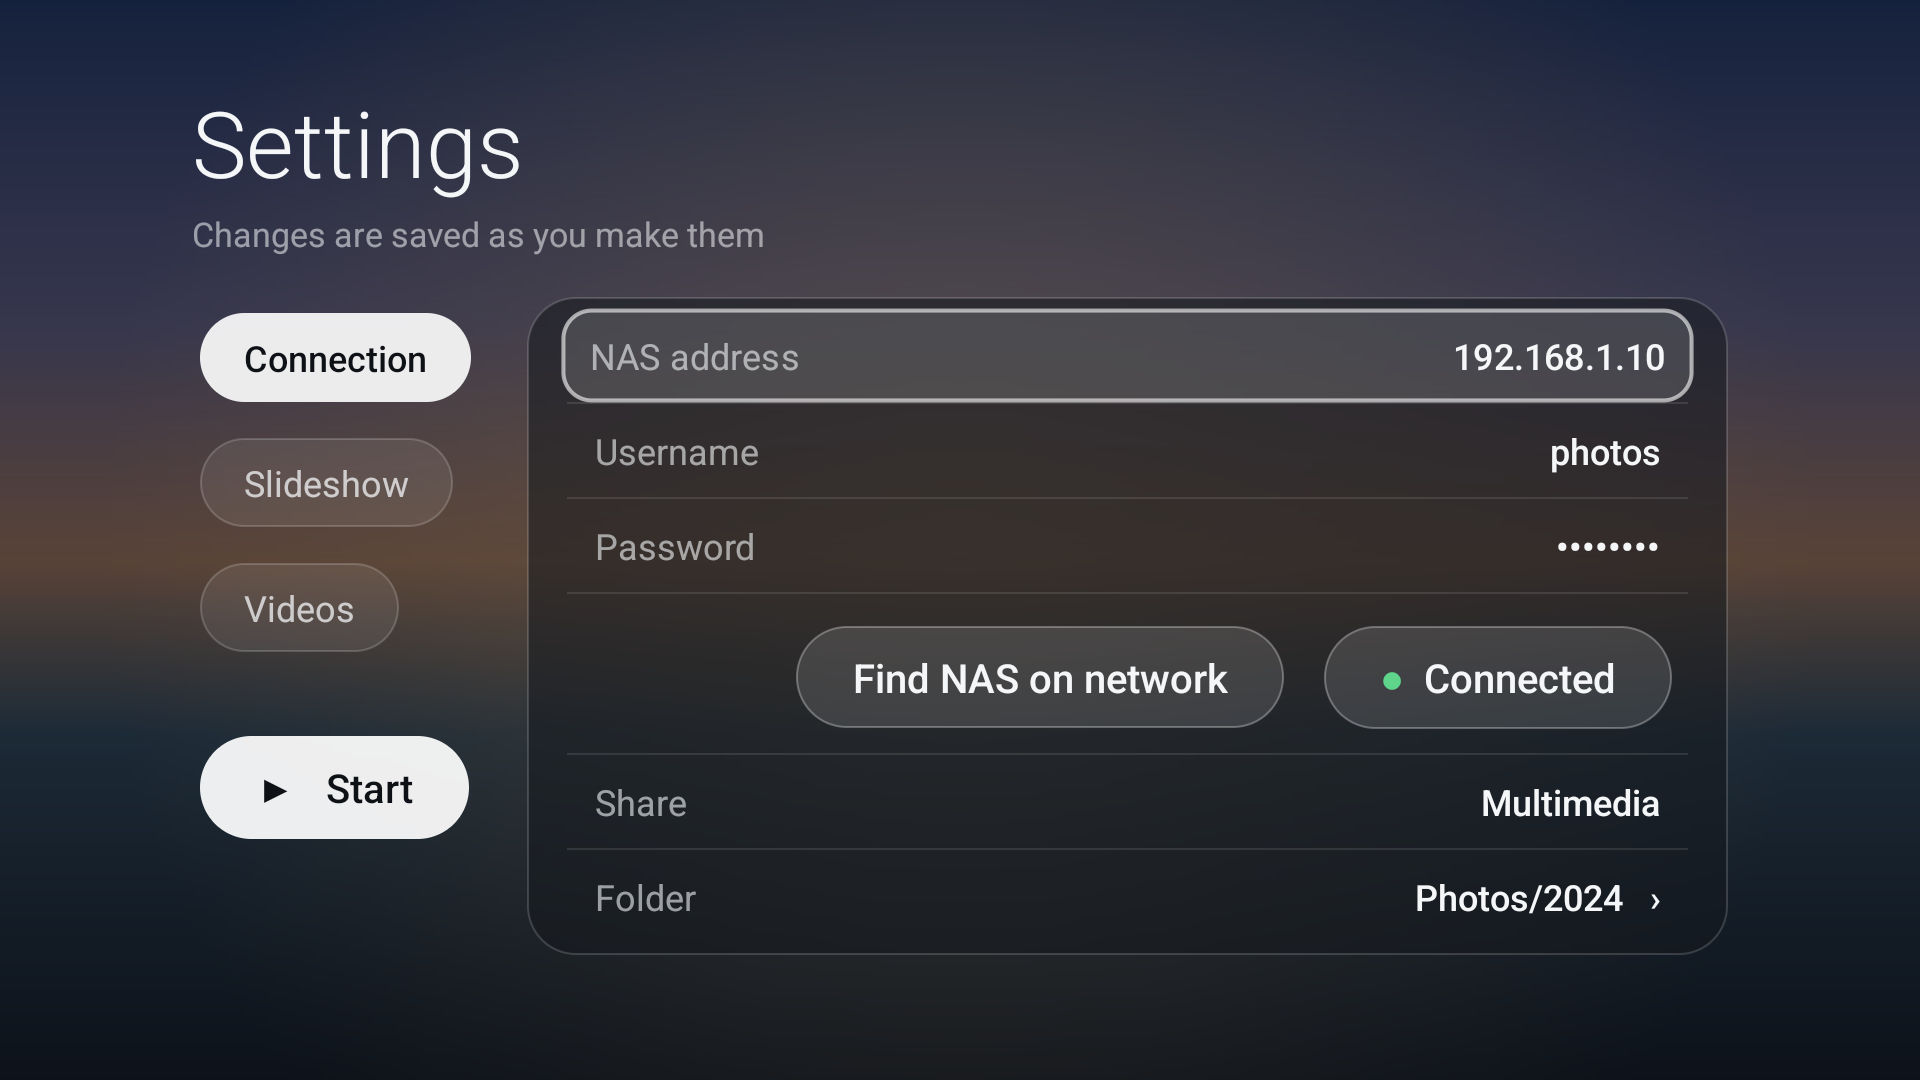 Settings
Changes are saved as you make them
Connection
Slideshow
Videos
▶ Start
NAS address 192.168.1.10
Username photos
Password ••••••••
Find NAS on network
● Connected
Share Multimedia
Folder Photos/2024 ›